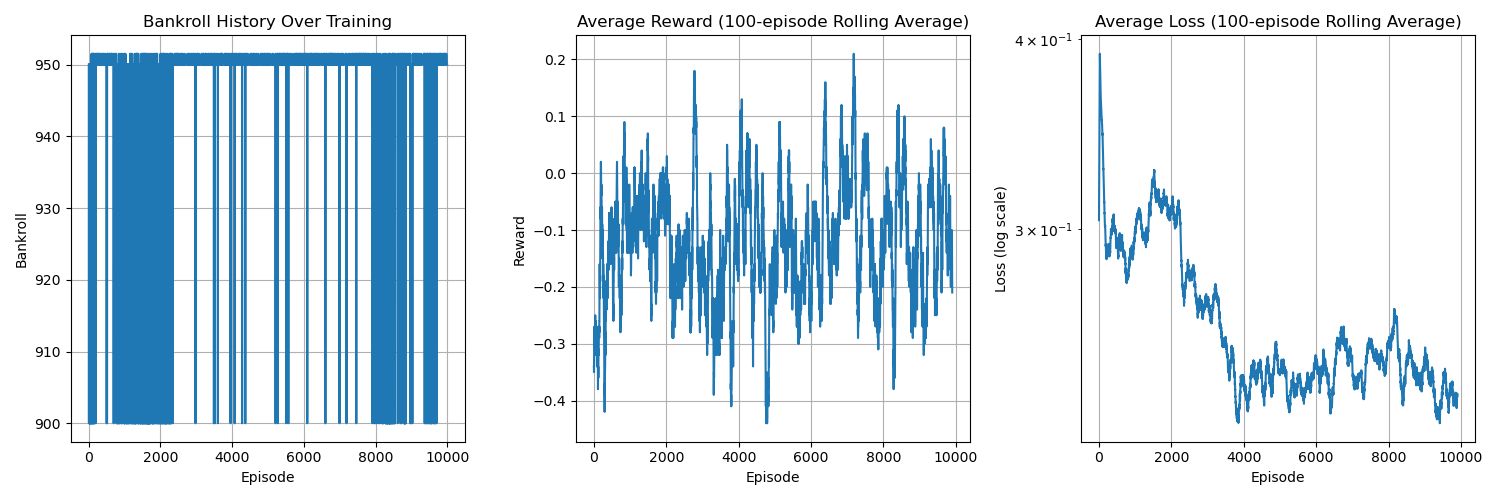 Bankroll History Over Training
Bankroll
950
940
930
920
910
900
0 2000 4000 6000 8000 10000
Episode
Average Reward (100-episode Rolling Average)
Reward
0.2
0.1
0.0
−0.1
−0.2
−0.3
−0.4
0 2000 4000 6000 8000 10000
Episode
Average Loss (100-episode Rolling Average)
Loss (log scale)
4 × 10⁻¹
3 × 10⁻¹
0 2000 4000 6000 8000 10000
Episode